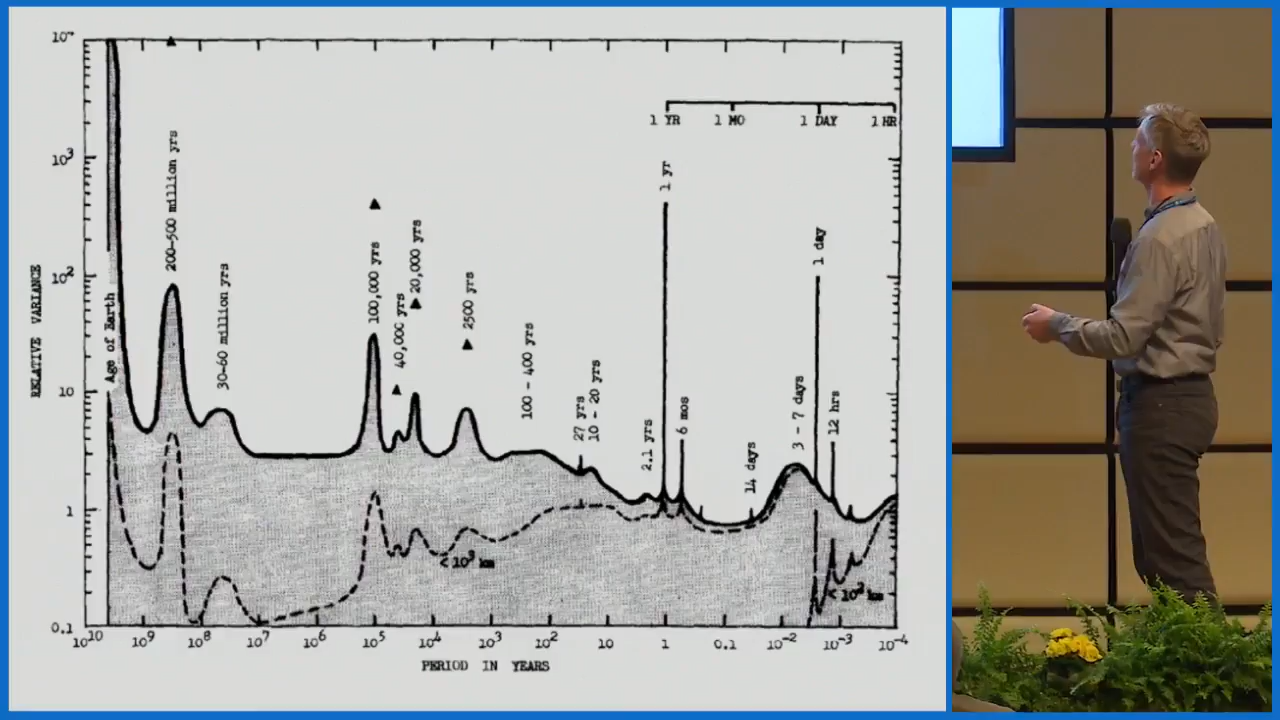 10⁴
10³
10²
10
1
0.1
RELATIVE VARIANCE
Age of Earth
200-500 million yrs
30-60 million yrs
100,000 yrs
40,000 yrs
20,000 yrs
2500 yrs
100 - 400 yrs
27 yrs
10 - 20 yrs
2.1 yrs
1 yr
6 mos
14 days
3 - 7 days
1 day
12 hrs
1 YR 1 MO 1 DAY 1 HR
< 10³ km
< 10² km
10¹⁰ 10⁹ 10⁸ 10⁷ 10⁶ 10⁵ 10⁴ 10³ 10² 10 1 0.1 10⁻² 10⁻³ 10⁻⁴
PERIOD IN YEARS